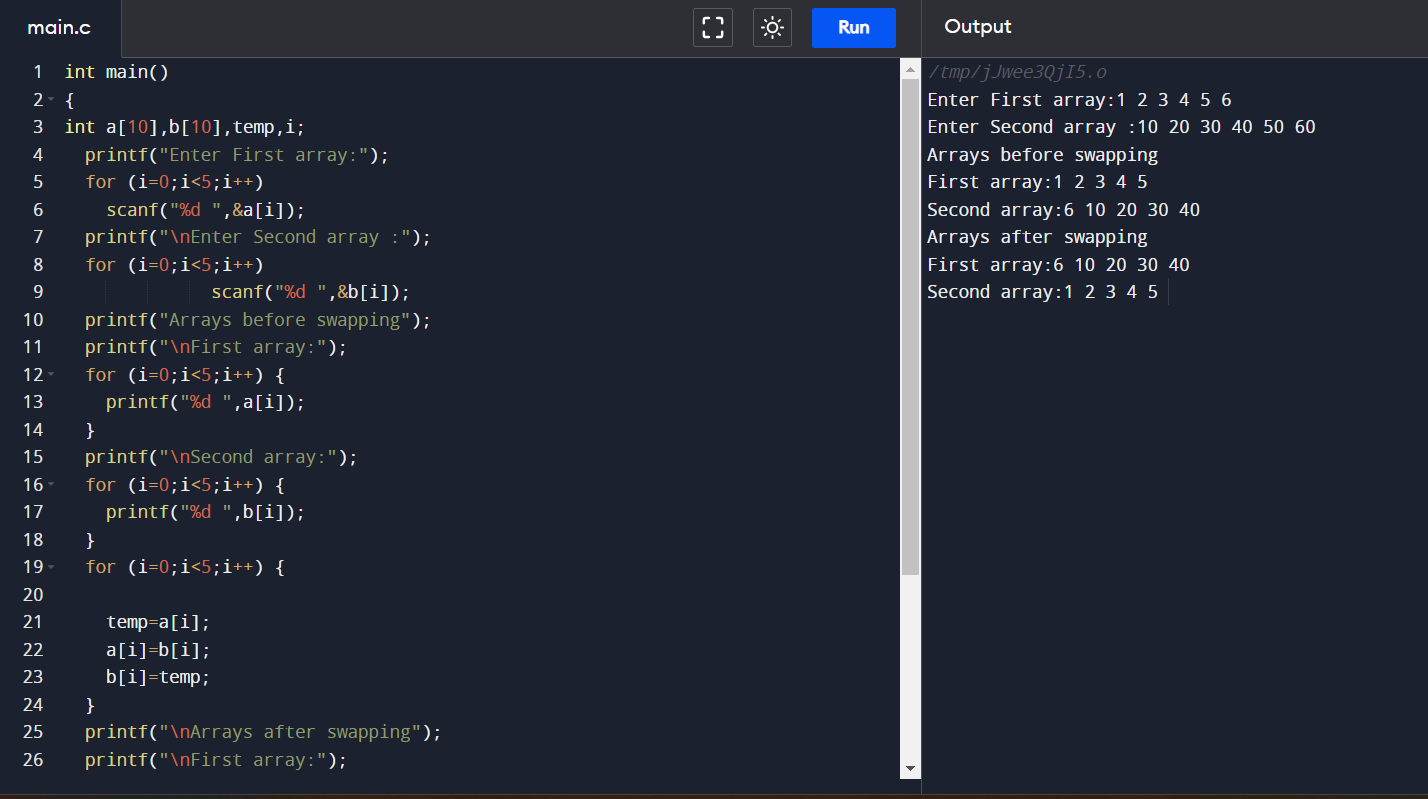 main.c
Run
Output
1 int main()
2 {
3 int a[10],b[10],temp,i;
4 printf("Enter First array:");
5 for (i=0;i<5;i++)
6 scanf("%d ",&a[i]);
7 printf("\nEnter Second array :");
8 for (i=0;i<5;i++)
9 scanf("%d ",&b[i]);
10 printf("Arrays before swapping");
11 printf("\nFirst array:");
12 for (i=0;i<5;i++) {
13 printf("%d ",a[i]);
14 }
15 printf("\nSecond array:");
16 for (i=0;i<5;i++) {
17 printf("%d ",b[i]);
18 }
19 for (i=0;i<5;i++) {
20
21 temp=a[i];
22 a[i]=b[i];
23 b[i]=temp;
24 }
25 printf("\nArrays after swapping");
26 printf("\nFirst array:");
/tmp/jJwee3QjI5.o
Enter First array:1 2 3 4 5 6
Enter Second array :10 20 30 40 50 60
Arrays before swapping
First array:1 2 3 4 5
Second array:6 10 20 30 40
Arrays after swapping
First array:6 10 20 30 40
Second array:1 2 3 4 5